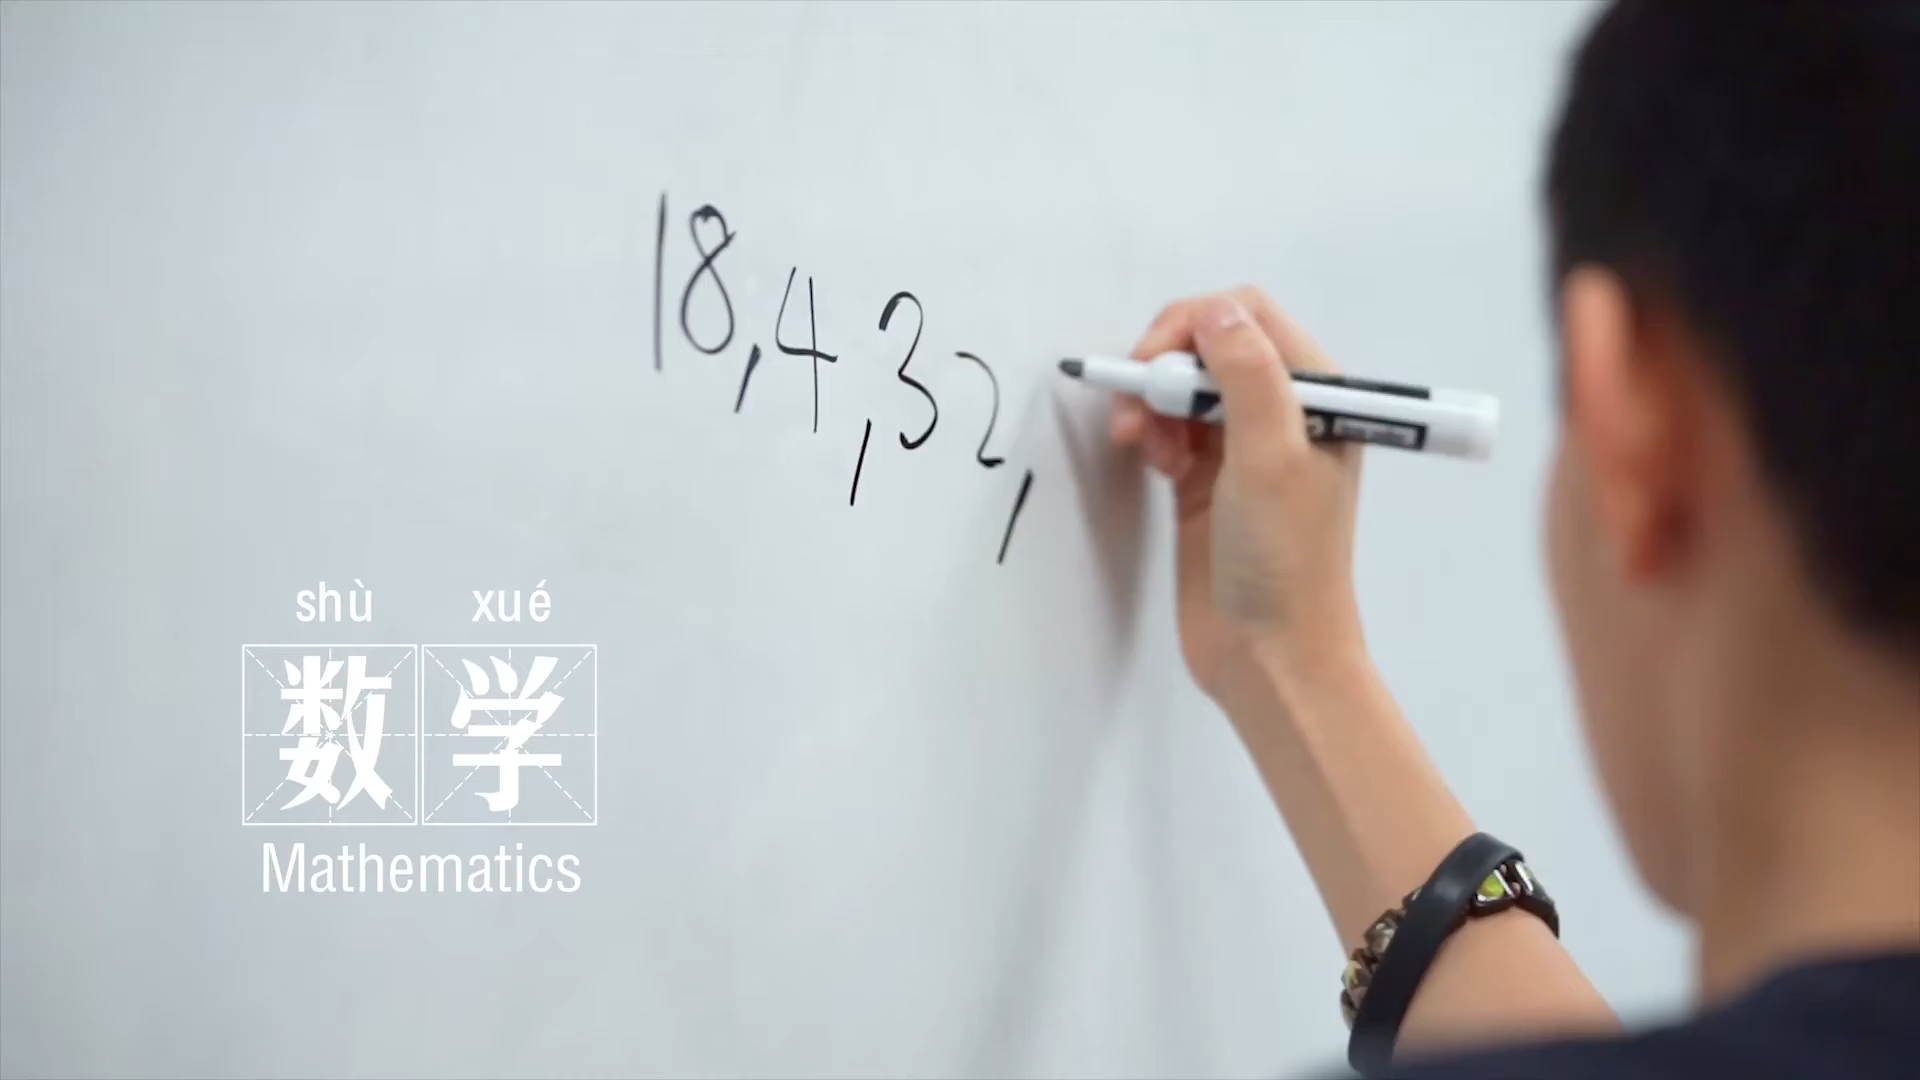 18,4,32,
shù xué
数学
Mathematics